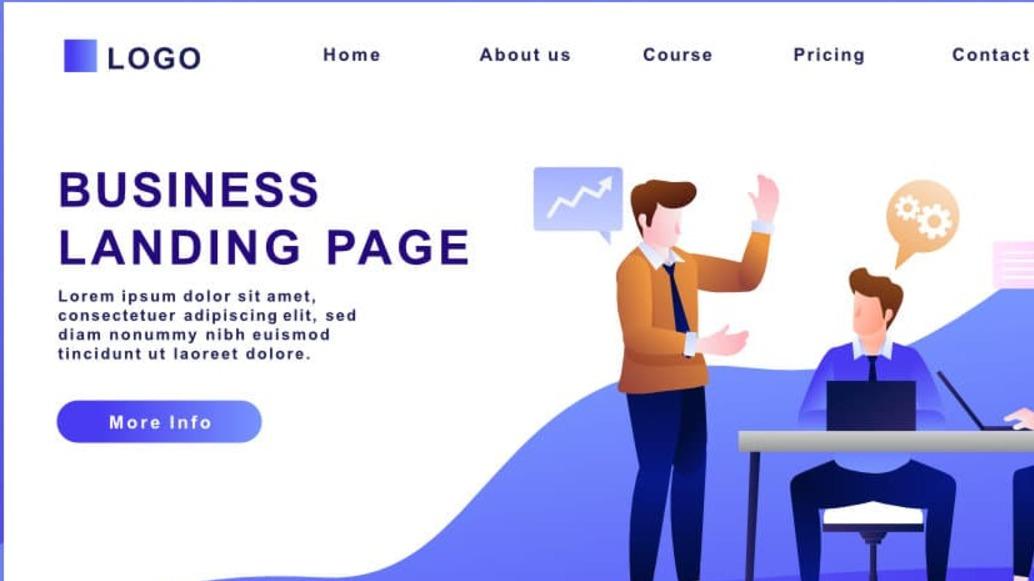 LOGO
Home
About us
Course
Pricing
Contact
BUSINESS
LANDING PAGE
Lorem ipsum dolor sit amet,
consectetuer adipiscing elit, sed
diam nonummy nibh euismod
tincidunt ut laoreet dolore.
More Info